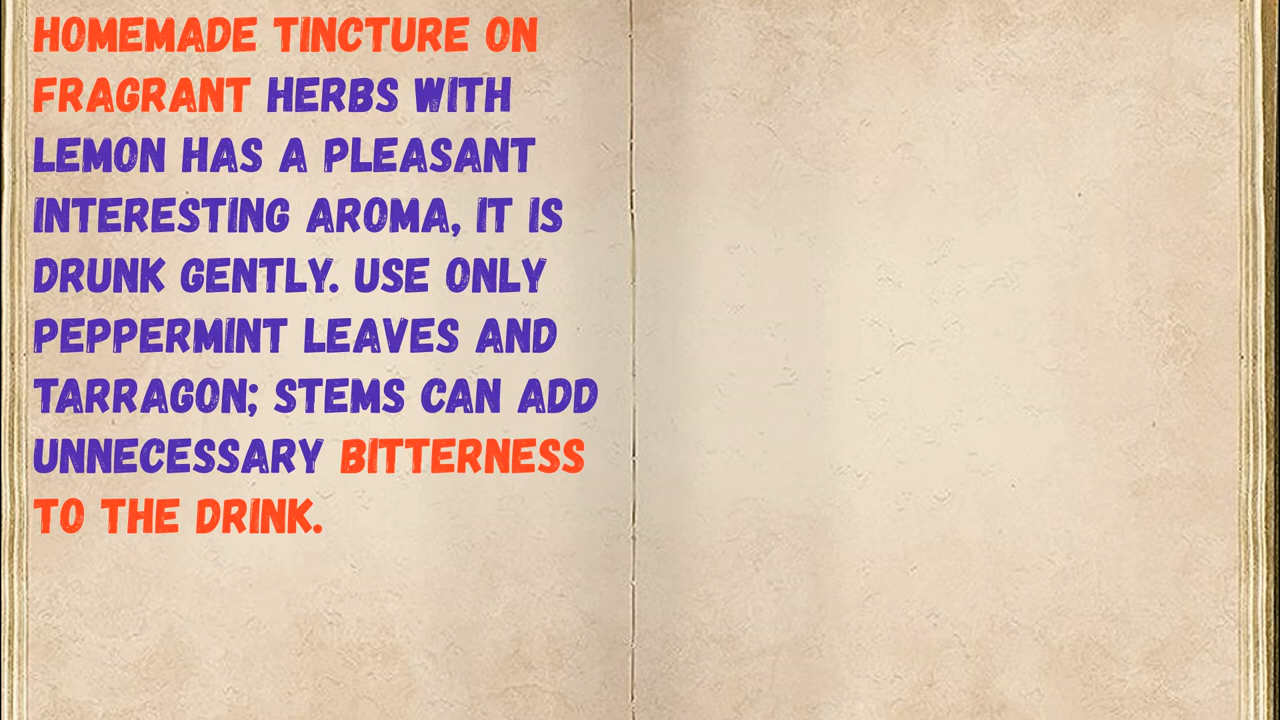 HOMEMADE TINCTURE ON
FRAGRANT HERBS WITH
LEMON HAS A PLEASANT
INTERESTING AROMA, IT IS
DRUNK GENTLY. USE ONLY
PEPPERMINT LEAVES AND
TARRAGON; STEMS CAN ADD
UNNECESSARY BITTERNESS
TO THE DRINK.